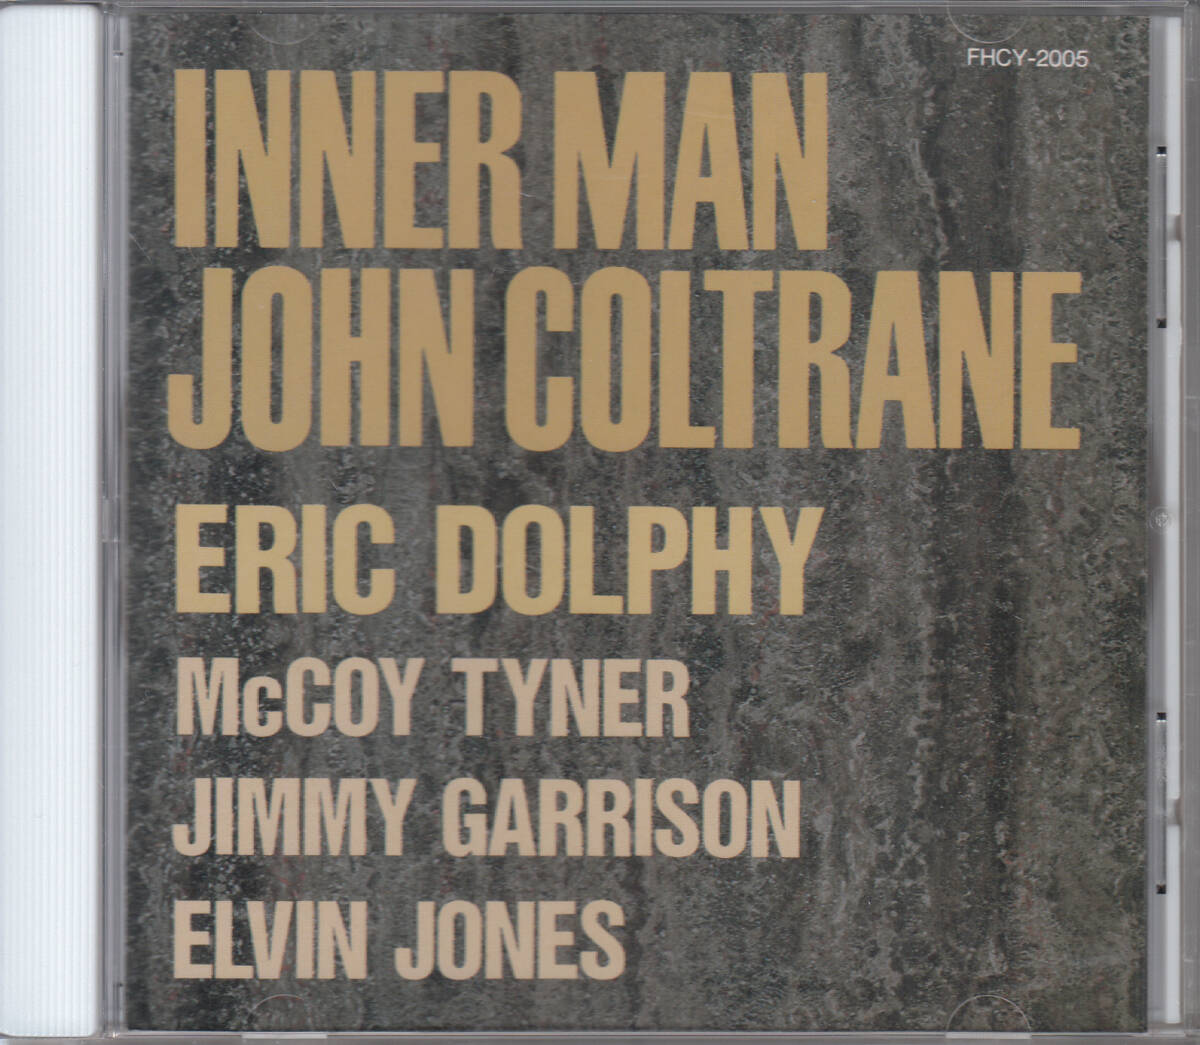 FHCY-2005
INNER MAN
JOHN COLTRANE
ERIC DOLPHY
McCOY TYNER
JIMMY GARRISON
ELVIN JONES